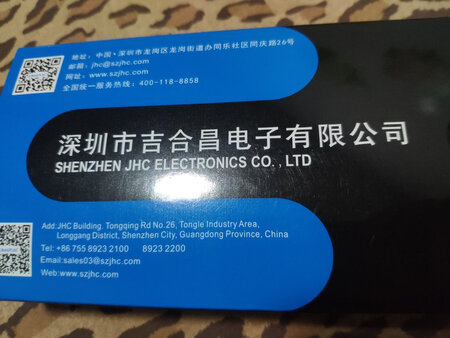 地址：中国·深圳市龙岗区龙岗街道办同乐社区同庆路26号
邮箱：jhc@szjhc.com
网址：www.szjhc.com
全国统一服务热线：400-118-8658
深圳市吉合昌电子有限公司
SHENZHEN JHC ELECTRONICS CO., LTD
Add:JHC Building. Tongqing Rd No.26, Tongle Industry Area,
Longgang District, Shenzhen City, Guangdong Province, China
Tel: +86 755 8923 2100 8923 2200
Email:sales03@szjhc.com
Web:www.szjhc.com